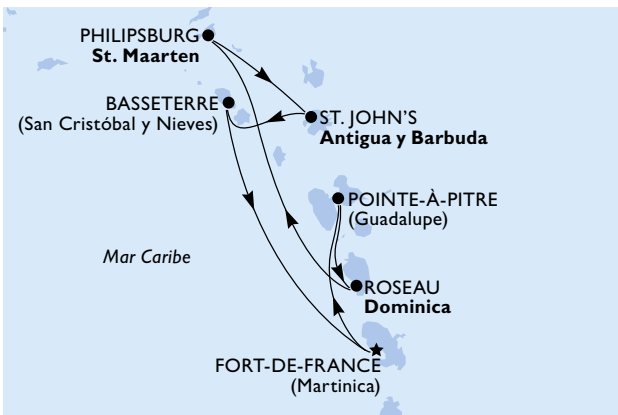 PHILIPSBURG
St. Maarten
BASSETERRE
(San Cristóbal y Nieves)
ST. JOHN'S
Antigua y Barbuda
POINTE-À-PITRE
(Guadalupe)
Mar Caribe
ROSEAU
Dominica
FORT-DE-FRANCE
(Martinica)